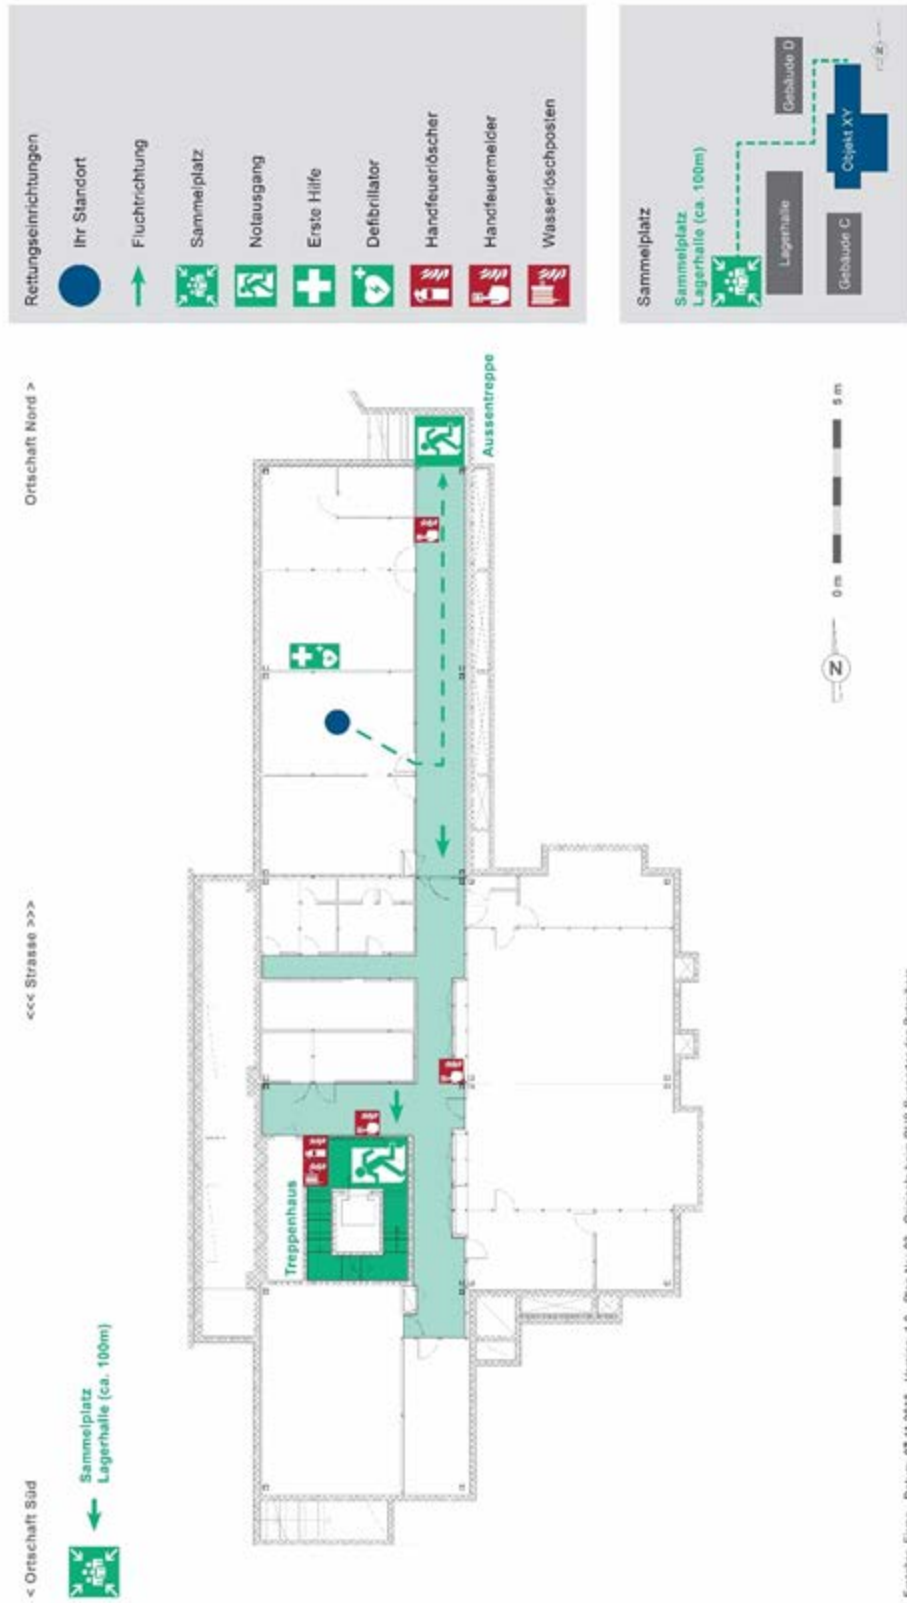 < Ortschaft Süd
<<< Strasse >>>
Ortschaft Nord >
Sammelplatz
Lagerhalle (ca. 100m)
Treppenhaus
Aussentreppe
N
0 m
5 m
Rettungseinrichtungen
Ihr Standort
Fluchtrichtung
Sammelplatz
Notausgang
Erste Hilfe
Defibrillator
Handfeuerlöscher
Handfeuermelder
Wasserlöschposten
Sammelplatz
Sammelplatz
Lagerhalle (ca. 100m)
Lagerhalle
Gebäude D
Gebäude C
Objekt XY
N